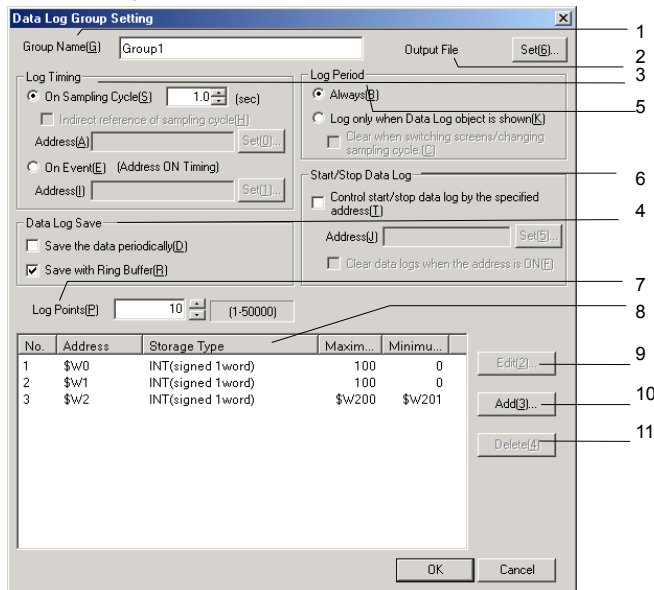 Data Log Group Setting
1
Group Name(G) Group1 Output File Set(6)...
2
Log Timing Log Period
3
On Sampling Cycle(S) 1.0 (sec) Always(B)
5
Indirect reference of sampling cycle(H) Log only when Data Log object is shown(K)
Address(A) Set(0)... Clear when switching screens/changing
sampling cycle.(C)
On Event(E) (Address ON Timing)
Address(I) Set(1)... Start/Stop Data Log
6
Control start/stop data log by the specified
address(T)
Data Log Save
4
Save the data periodically(D) Address(J) Set(5)...
Save with Ring Buffer(R) Clear data logs when the address is ON(F)
7
Log Points(P) 10 (1-50000)
8
No. Address Storage Type Maxim... Minimu...
1 $W0 INT(signed 1word) 100 0
Edit(2)...
9
2 $W1 INT(signed 1word) 100 0
3 $W2 INT(signed 1word) $W200 $W201
Add(3)...
10
Delete(4)
11
OK Cancel